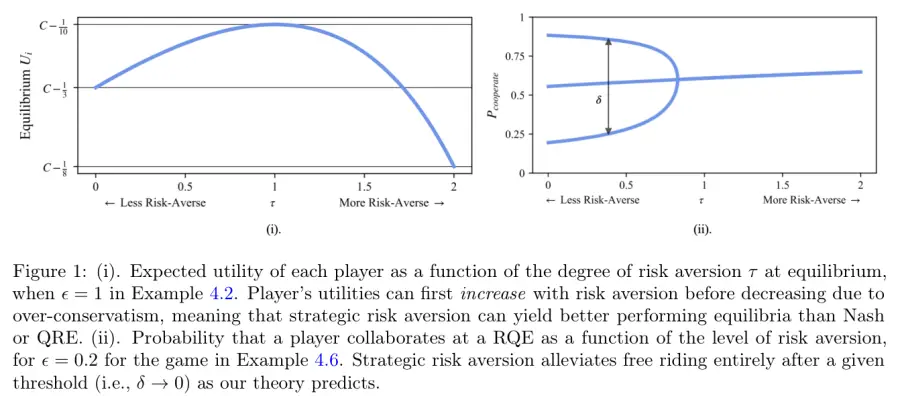 Equilibrium U_i
C − 1/10
C − 1/3
C − 1/8
0 0.5 1 1.5 2
← Less Risk-Averse τ More Risk-Averse →
(i).
P_cooperate
1
0.75
0.5
0.25
0
δ
0 0.5 1 1.5 2
← Less Risk-Averse τ More Risk-Averse →
(ii).
Figure 1: (i). Expected utility of each player as a function of the degree of risk aversion τ at equilibrium,
when ϵ = 1 in Example 4.2. Player's utilities can first increase with risk aversion before decreasing due to
over-conservatism, meaning that strategic risk aversion can yield better performing equilibria than Nash
or QRE. (ii). Probability that a player collaborates at a RQE as a function of the level of risk aversion,
for ϵ = 0.2 for the game in Example 4.6. Strategic risk aversion alleviates free riding entirely after a given
threshold (i.e., δ → 0) as our theory predicts.